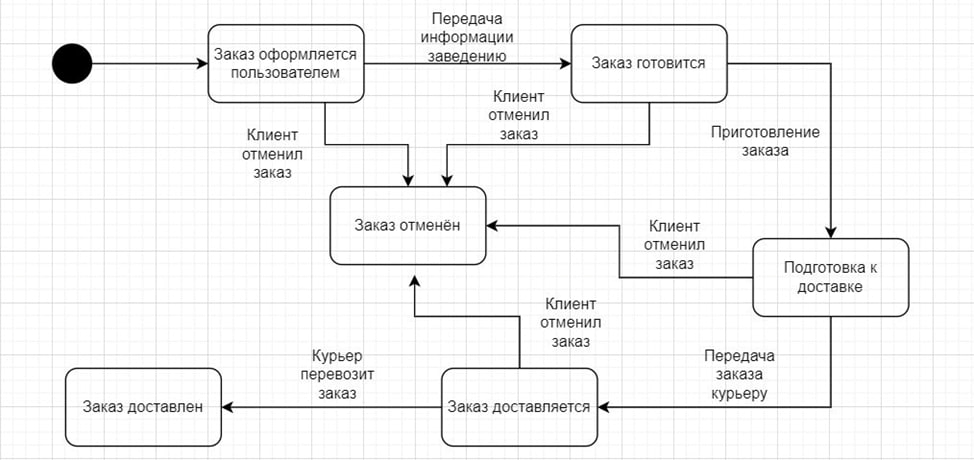 Заказ оформляется
пользователем
Передача
информации
заведению
Заказ готовится
Клиент
отменил
заказ
Клиент
отменил
заказ
Приготовление
заказа
Заказ отменён
Клиент
отменил
заказ
Подготовка к
доставке
Клиент
отменил
заказ
Передача
заказа
курьеру
Курьер
перевозит
заказ
Заказ доставлен
Заказ доставляется